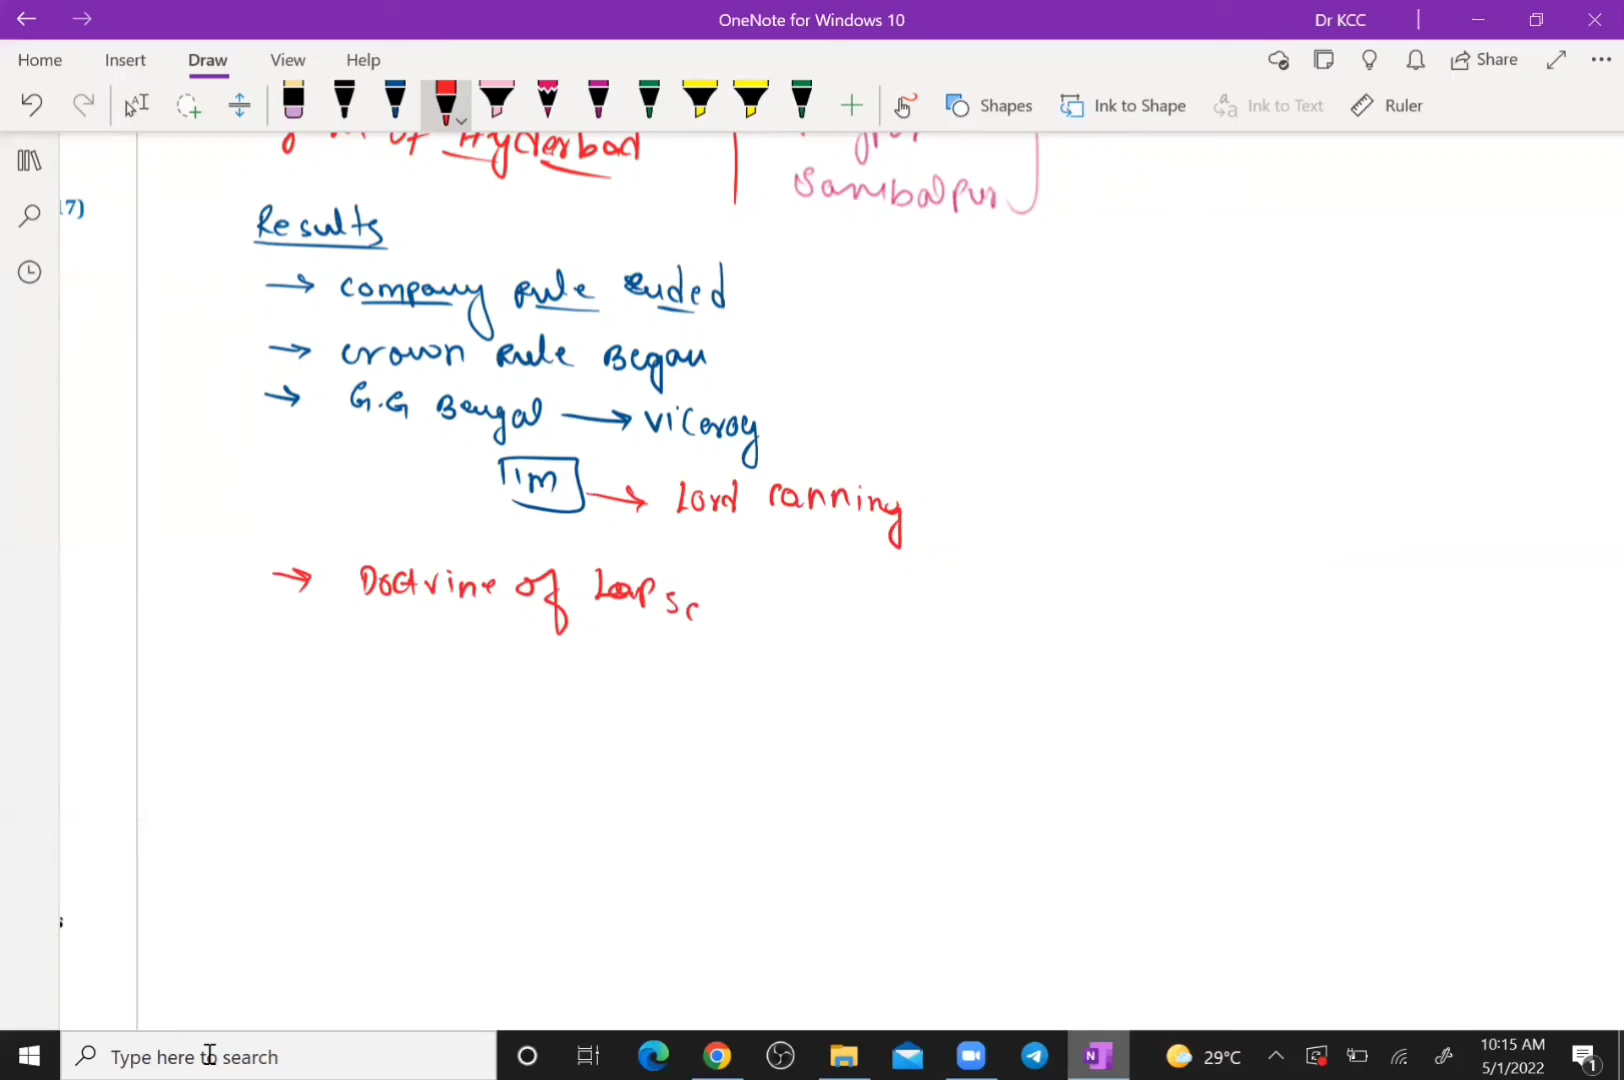 OneNote for Windows 10
Dr KCC
Home Insert Draw View Help
Share
Shapes
Ink to Shape
Ink to Text
Ruler
of Hyderbad
Sambalpur
17)
Results
→ company Rule Ended
→ crown Rule Began
→ G.G Bengal → Viceroy
→ Lord Canning
→ Doctrine of Lapse
Type here to search
29°C
10:15 AM
5/1/2022
1